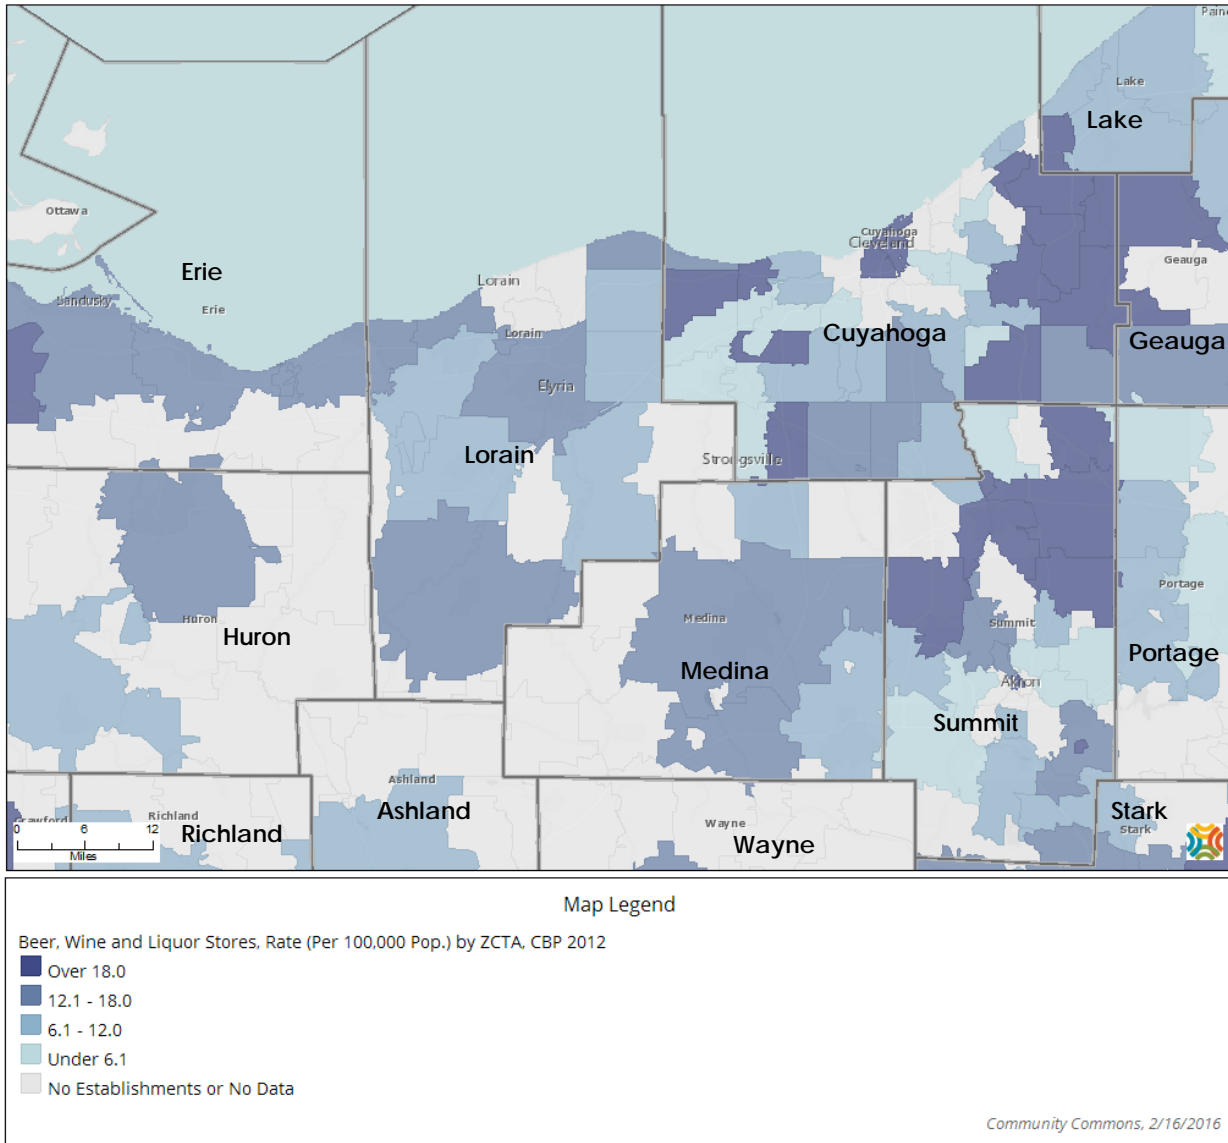 Paine
Lake
Lake
Ottawa
Cuyahoga
Cleveland
Geauga
Erie
Lorain
Sandusky
Erie
Lorain
Cuyahoga
Geauga
Elyria
Lorain
Strongsville
Portage
Huron
Medina
Summit
Huron
Portage
Medina
Akron
Summit
Ashland
Ashland
Richland
Stark
Crawford
Richland
Wayne
Stark
Wayne
0 6 12
Miles
Map Legend
Beer, Wine and Liquor Stores, Rate (Per 100,000 Pop.) by ZCTA, CBP 2012
Over 18.0
12.1 - 18.0
6.1 - 12.0
Under 6.1
No Establishments or No Data
Community Commons, 2/16/2016